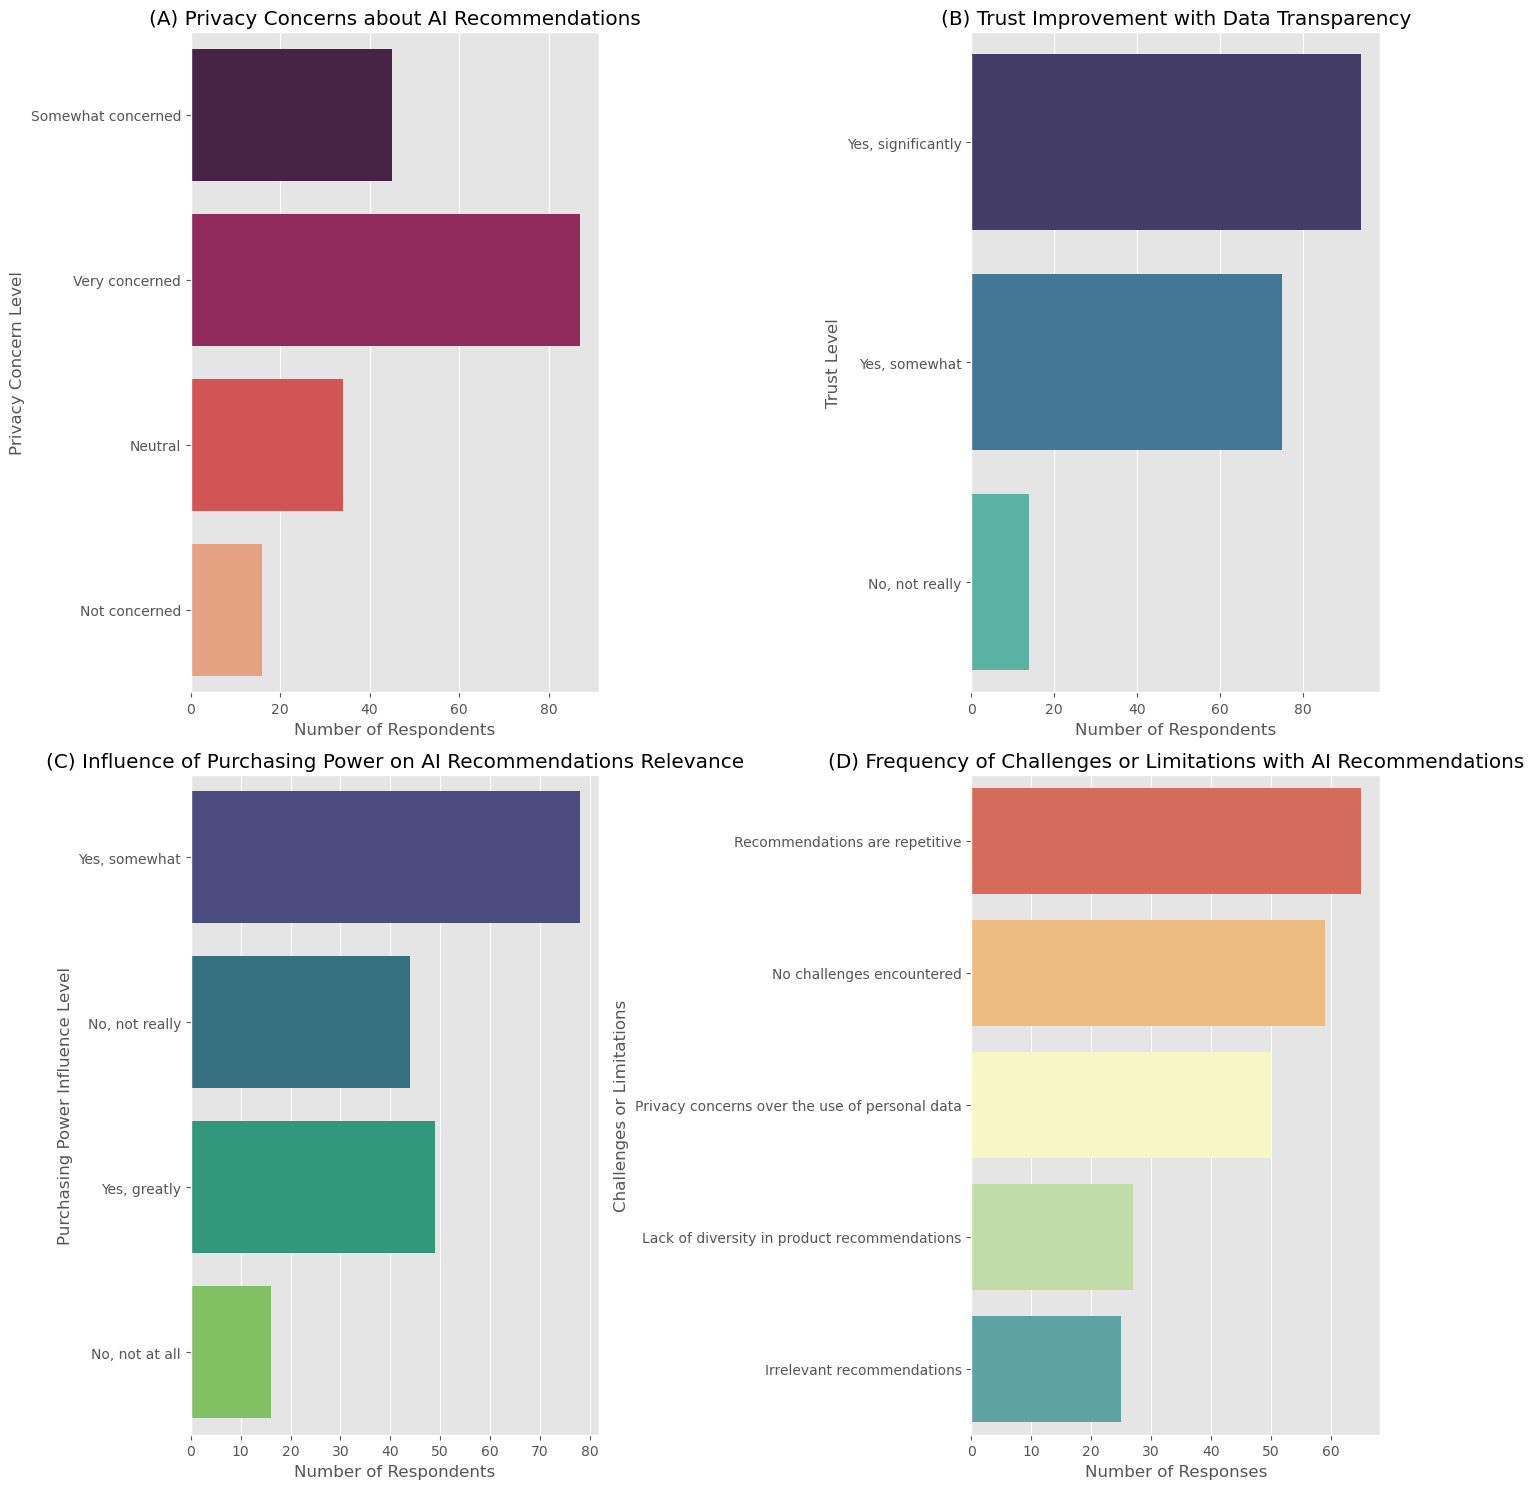 (A) Privacy Concerns about AI Recommendations
Privacy Concern Level
Somewhat concerned
Very concerned
Neutral
Not concerned
0 20 40 60 80
Number of Respondents
(B) Trust Improvement with Data Transparency
Trust Level
Yes, significantly
Yes, somewhat
No, not really
0 20 40 60 80
Number of Respondents
(C) Influence of Purchasing Power on AI Recommendations Relevance
Purchasing Power Influence Level
Yes, somewhat
No, not really
Yes, greatly
No, not at all
0 10 20 30 40 50 60 70 80
Number of Respondents
(D) Frequency of Challenges or Limitations with AI Recommendations
Challenges or Limitations
Recommendations are repetitive
No challenges encountered
Privacy concerns over the use of personal data
Lack of diversity in product recommendations
Irrelevant recommendations
0 10 20 30 40 50 60
Number of Responses